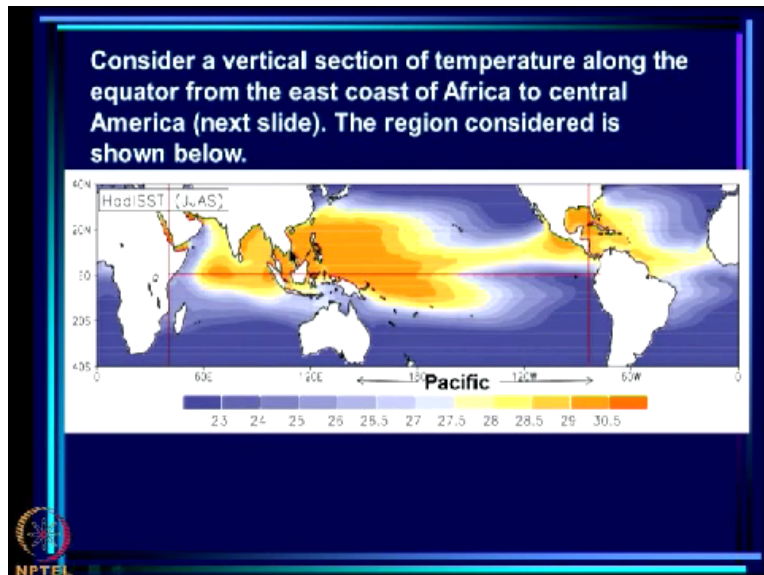 Consider a vertical section of temperature along the
equator from the east coast of Africa to central
America (next slide). The region considered is
shown below.
40N
HadISST (JJAS)
20N
EQ
20S
40S
0 60E 120E 180 120W 60W 0
Pacific
23 24 25 26 26.5 27 27.5 28 28.5 29 30.5
NPTEL